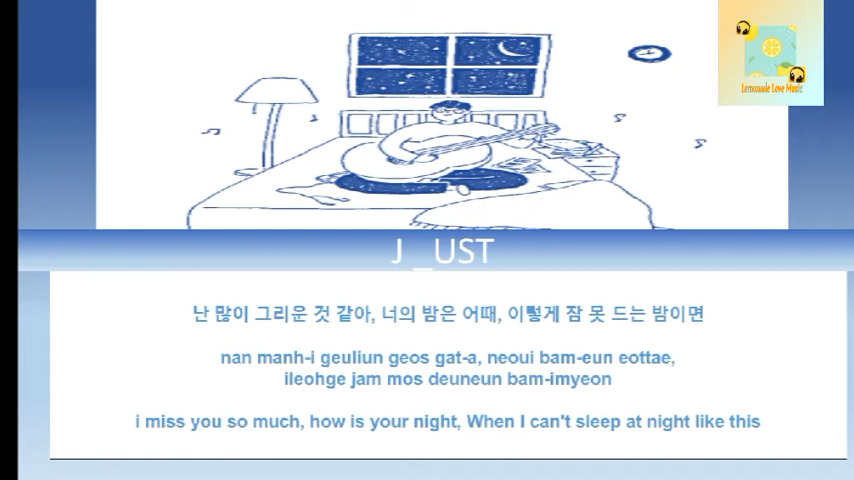 Lemonade Love Music
J _UST
난 많이 그리운 것 같아, 너의 밤은 어때, 이렇게 잠 못 드는 밤이면
nan manh-i geuliun geos gat-a, neoui bam-eun eottae,
ileohge jam mos deuneun bam-imyeon
i miss you so much, how is your night, When I can't sleep at night like this